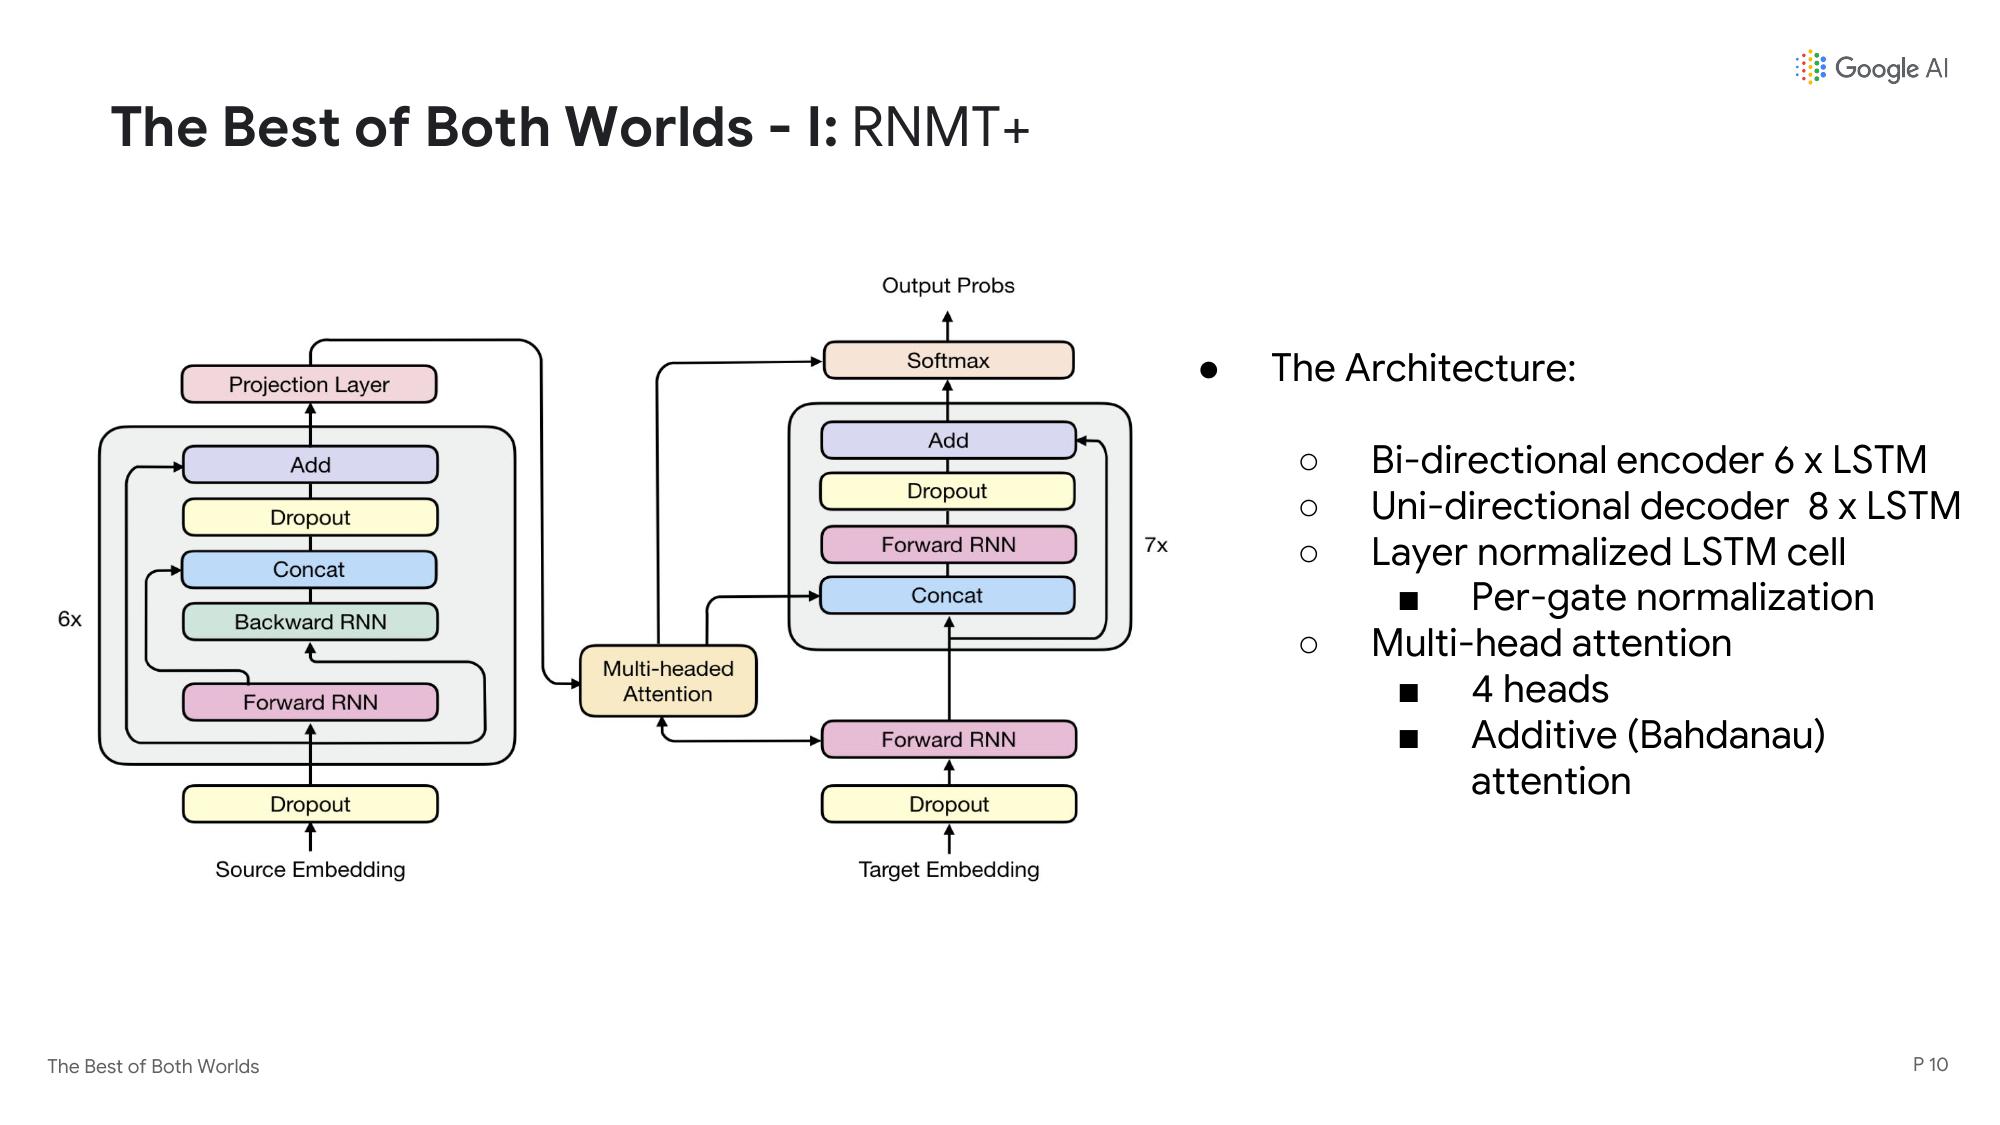 Google AI
The Best of Both Worlds - I: RNMT+
Projection Layer
Add
Dropout
Concat
Backward RNN
Forward RNN
6x
Dropout
Source Embedding
Multi-headed
Attention
Output Probs
Softmax
Add
Dropout
Forward RNN
Concat
7x
Forward RNN
Dropout
Target Embedding
● The Architecture:
○ Bi-directional encoder 6 x LSTM
○ Uni-directional decoder 8 x LSTM
○ Layer normalized LSTM cell
■ Per-gate normalization
○ Multi-head attention
■ 4 heads
■ Additive (Bahdanau)
attention
The Best of Both Worlds
P 10